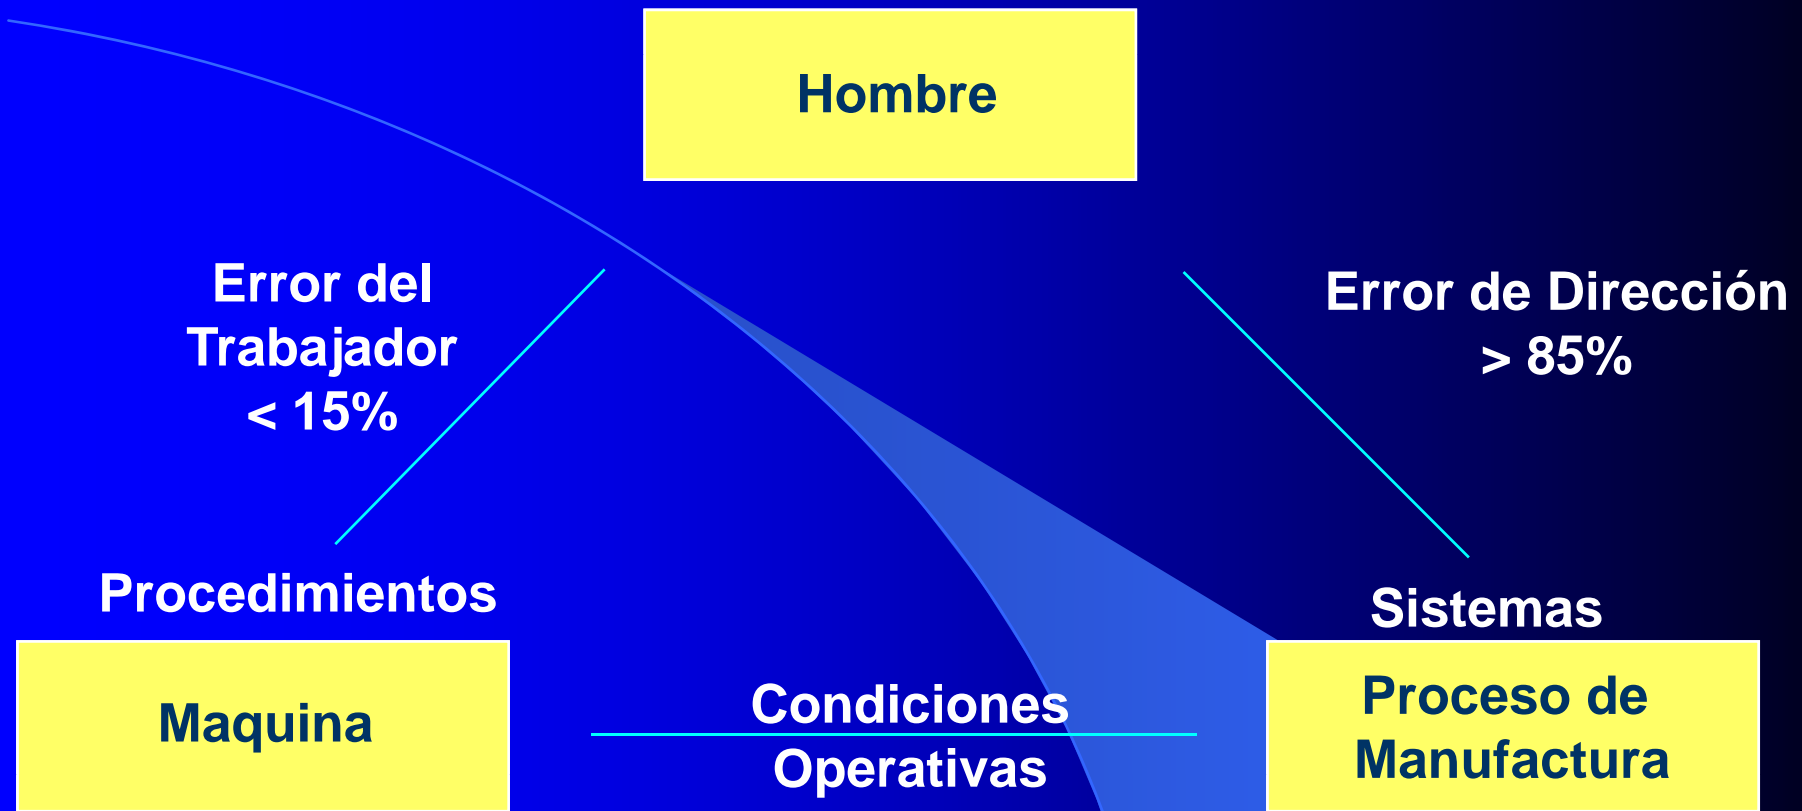 Hombre
Error del
Trabajador
< 15%
Error de Dirección
> 85%
Procedimientos
Sistemas
Maquina
Condiciones
Operativas
Proceso de
Manufactura